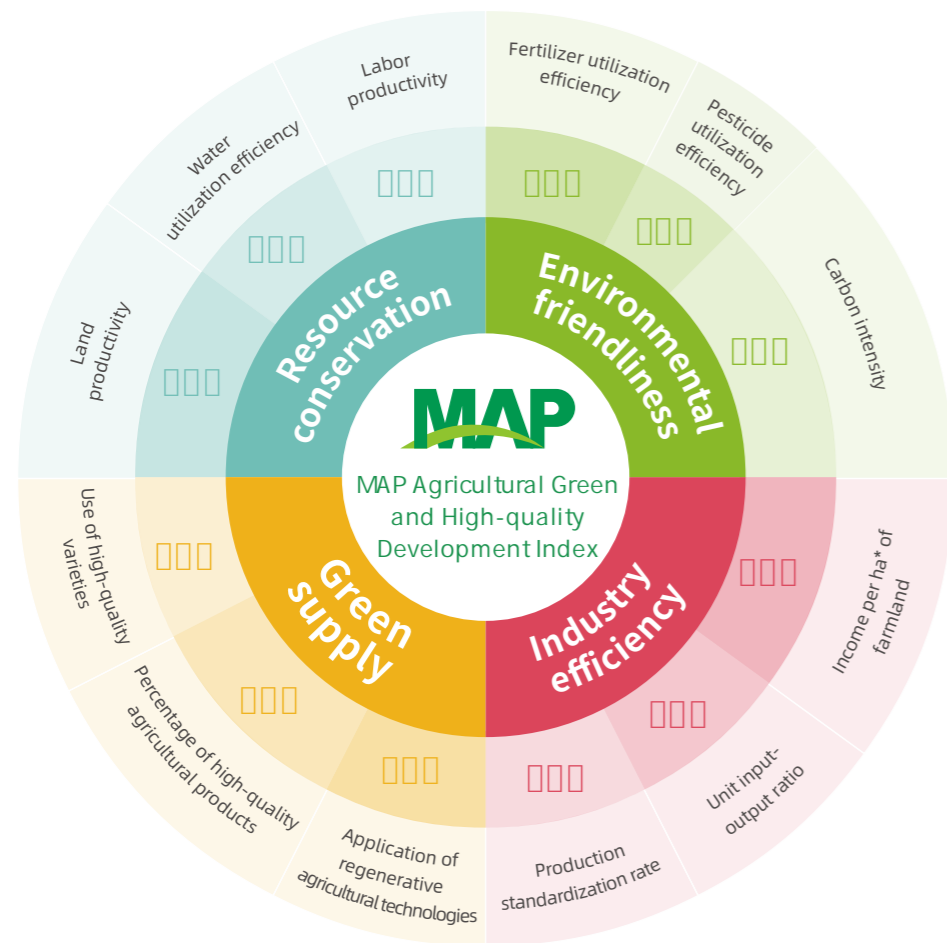 MAP
MAP Agricultural Green
and High-quality
Development Index
Resource
conservation
Environmental
friendliness
Industry
efficiency
Green
supply
Labor
productivity
Water
utilization efficiency
Land
productivity
Fertilizer utilization
efficiency
Pesticide
utilization
efficiency
Carbon intensity
Income per ha* of
farmland
Unit input-
output ratio
Production
standardization rate
Application of
regenerative
agricultural technologies
Percentage of high-quality
agricultural products
Use of high-quality
varieties